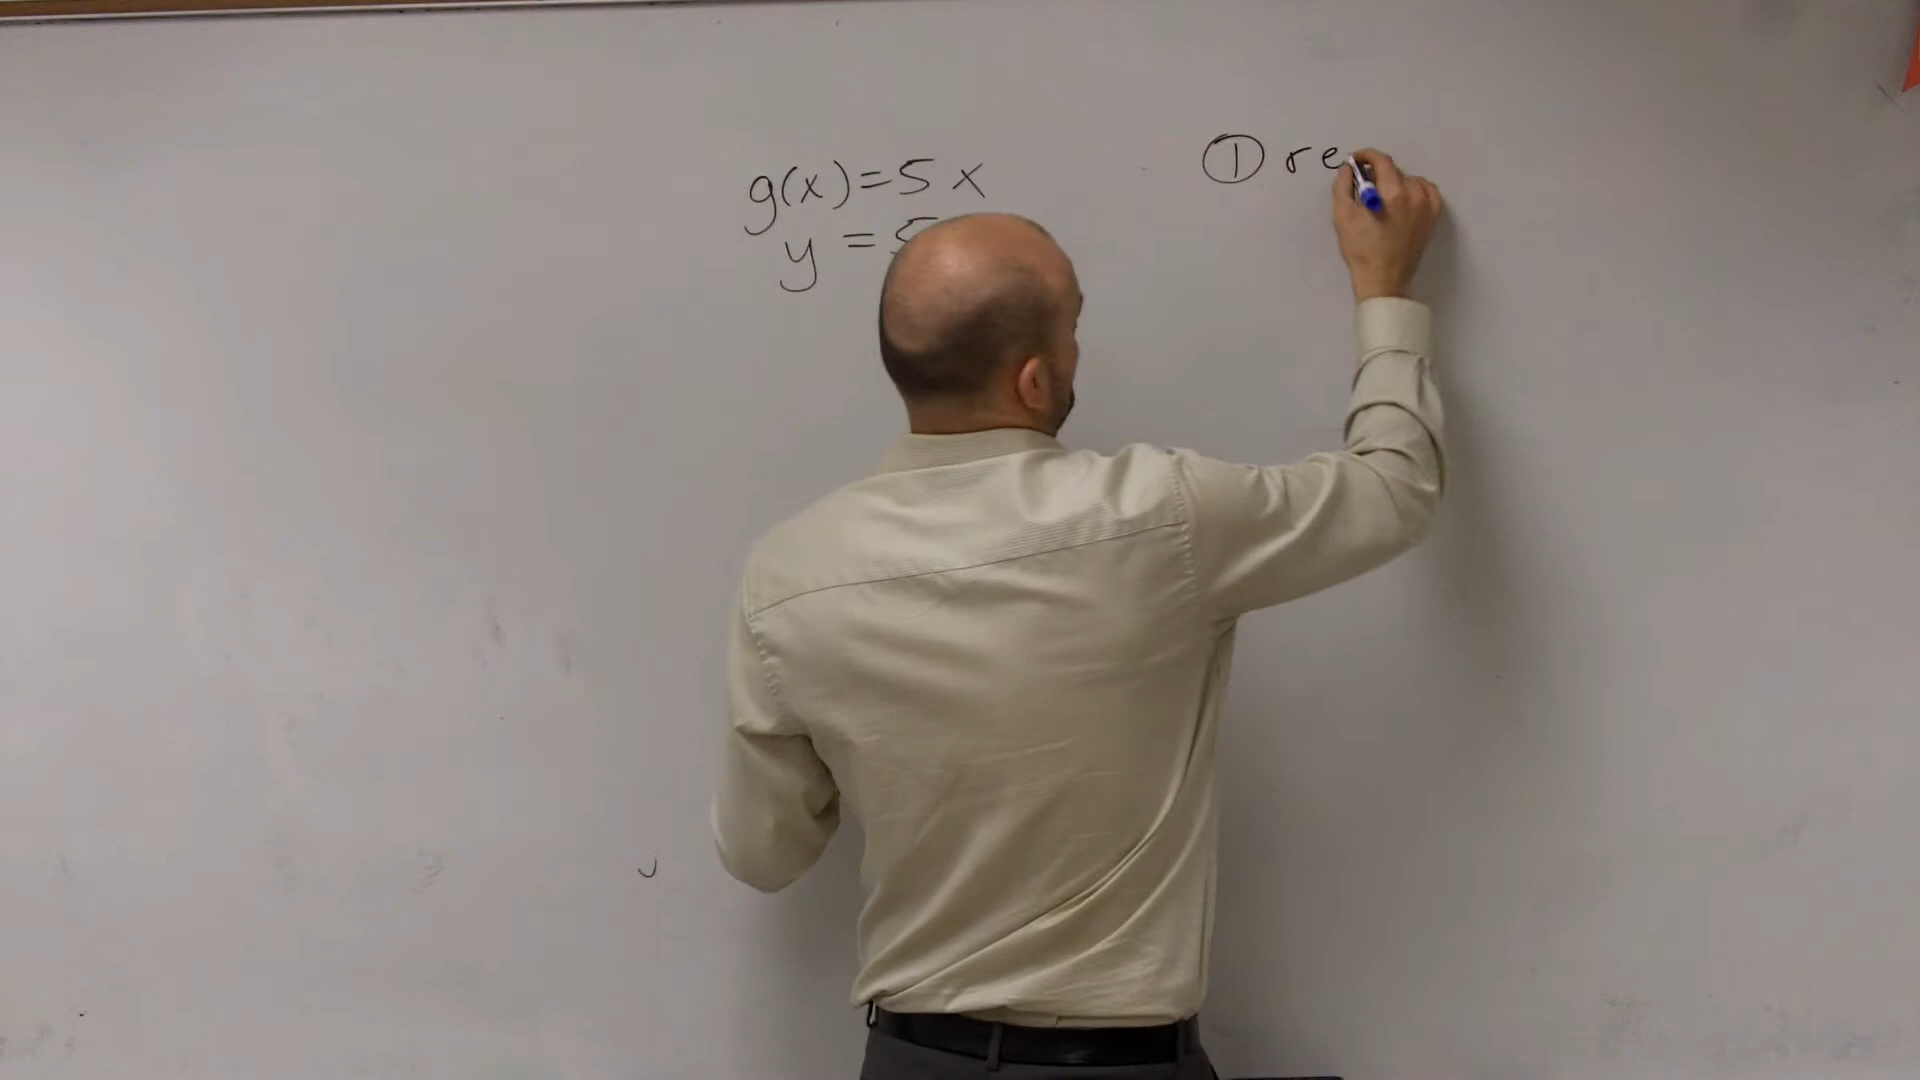 g(x)=5x
y=5
① re